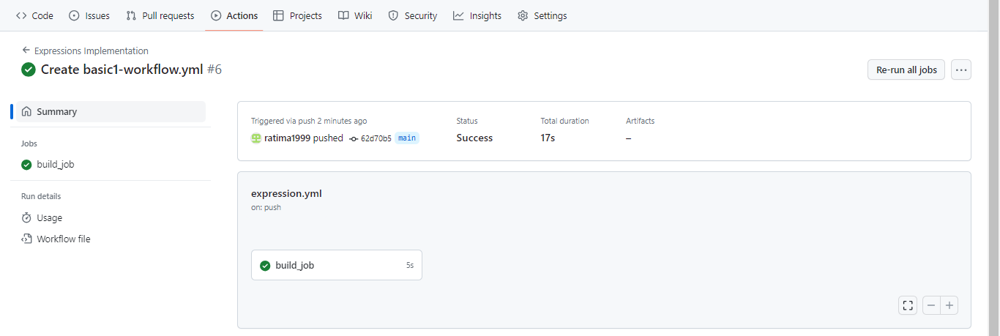 Code Issues Pull requests Actions Projects Wiki Security Insights Settings
Expressions Implementation
Create basic1-workflow.yml #6
Re-run all jobs
Summary
Jobs
build_job
Run details
Usage
Workflow file
Triggered via push 2 minutes ago
ratima1999 pushed 62d70b5 main
Status
Success
Total duration
17s
Artifacts
–
expression.yml
on: push
build_job 5s